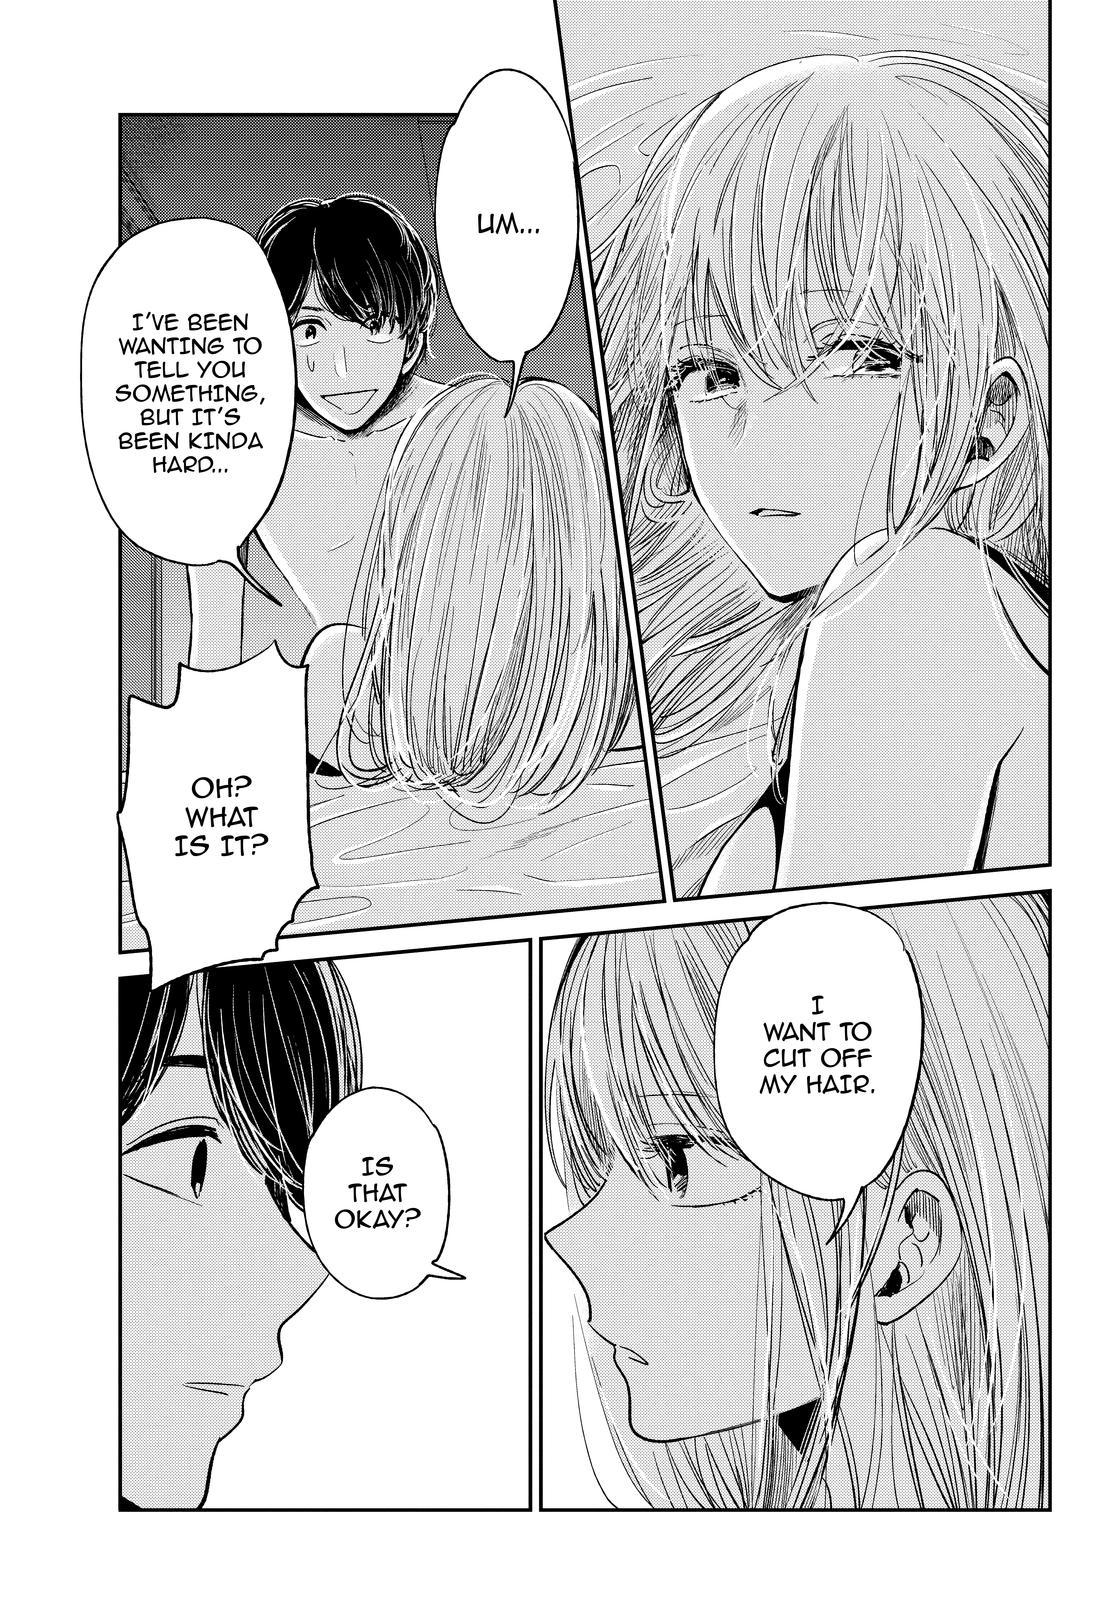 UM...
I'VE BEEN
WANTING TO
TELL YOU
SOMETHING,
BUT IT'S
BEEN KINDA
HARD...
OH?
WHAT
IS IT?
I
WANT TO
CUT OFF
MY HAIR.
IS
THAT
OKAY?